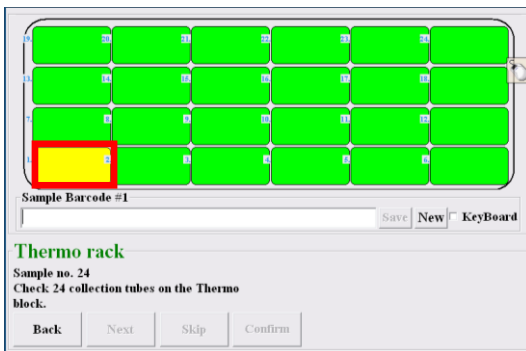 19. 20. 21. 22. 23. 24.
13. 14. 15. 16. 17. 18.
7. 8. 9. 10. 11. 12.
1. 2. 3. 4. 5. 6.
Sample Barcode #1
Save New KeyBoard
Thermo rack
Sample no. 24
Check 24 collection tubes on the Thermo
block.
Back Next Skip Confirm